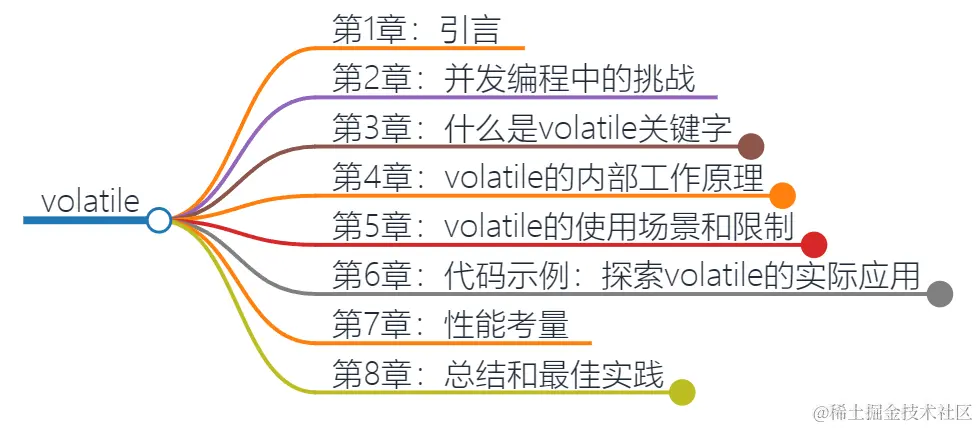 第1章：引言
第2章：并发编程中的挑战
第3章：什么是volatile关键字
第4章：volatile的内部工作原理
volatile
第5章：volatile的使用场景和限制
第6章：代码示例：探索volatile的实际应用
第7章：性能考量
第8章：总结和最佳实践
@稀土掘金技术社区